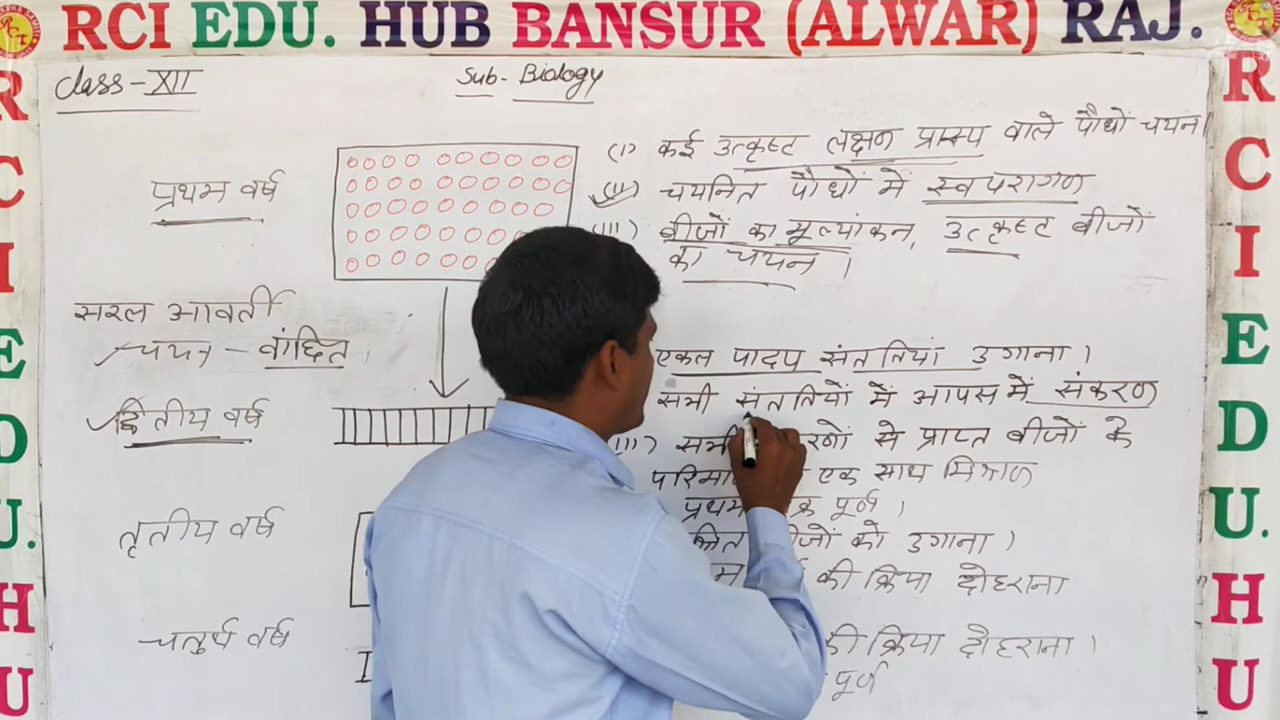 RCI EDU. HUB BANSUR (ALWAR) RAJ.
Class - XII
Sub - Biology
प्रथम वर्ष
(I) कई उत्कृष्ट लक्षण प्रारूप वाले पौधों चयन।
(II) चयनित पौधों में स्वपरागण
(III) बीजों का मूल्यांकन, उत्कृष्ट बीजों
का चयन।
सरल आवर्ती
चयन - वांछित।
द्वितीय वर्ष
एकल पादप संततियां उगाना।
सभी संततियों में आपस में संकरण
(III) सभी से प्राप्त बीजों के
एक साथ मिश्रण
प्रथम पूर्ण।
तृतीय वर्ष
बीजों को उगाना।
की क्रिया दोहराना
चतुर्थ वर्ष
की क्रिया दोहराना।
पूर्ण
R
C
I
E
D
U.
H
U
R
C
I
E
D
U.
H
U